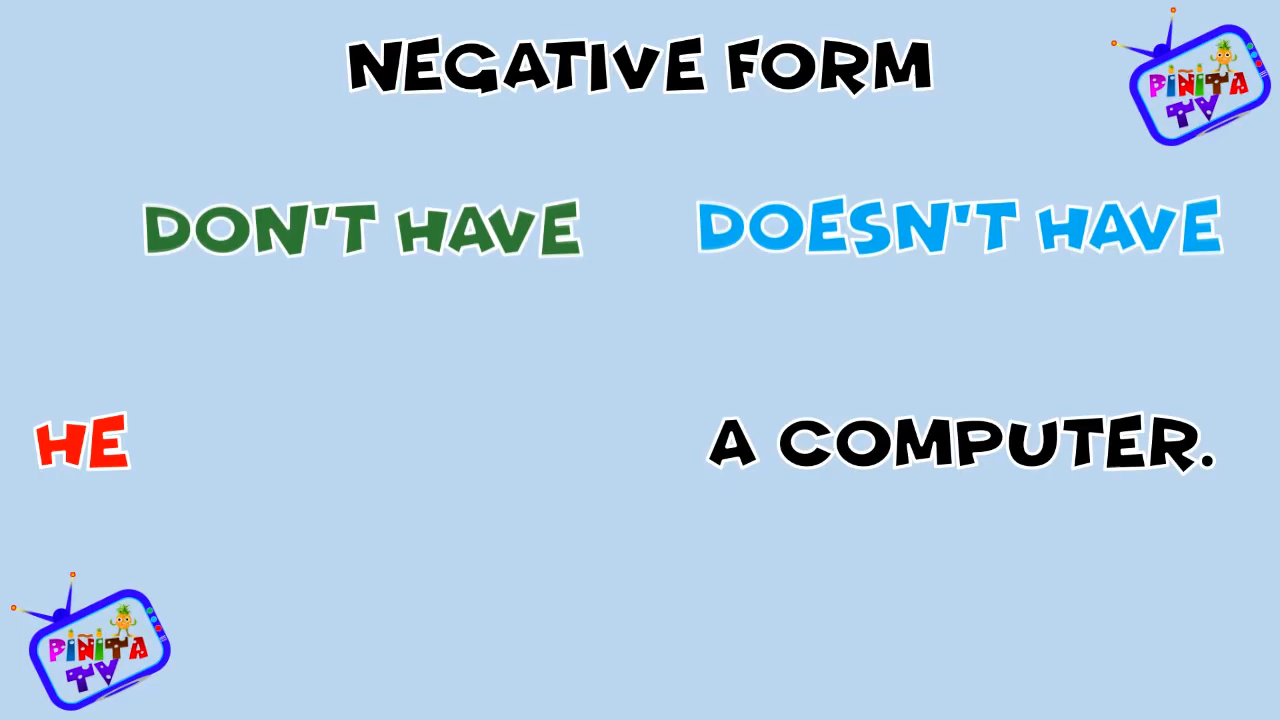 NEGATIVE FORM
PIÑITA
TV
DON'T HAVE DOESN'T HAVE
HE A COMPUTER.
PIÑITA
TV